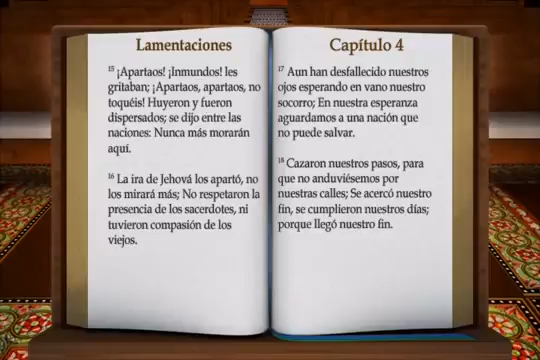 Lamentaciones
15 ¡Apartaos! ¡Inmundos! les
gritaban; ¡Apartaos, apartaos, no
toquéis! Huyeron y fueron
dispersados; se dijo entre las
naciones: Nunca más morarán
aquí.
16 La ira de Jehová los apartó, no
los mirará más; No respetaron la
presencia de los sacerdotes, ni
tuvieron compasión de los
viejos.
Capítulo 4
17 Aun han desfallecido nuestros
ojos esperando en vano nuestro
socorro; En nuestra esperanza
aguardamos a una nación que
no puede salvar.
18 Cazaron nuestros pasos, para
que no anduviésemos por
nuestras calles; Se acercó nuestro
fin, se cumplieron nuestros días;
porque llegó nuestro fin.